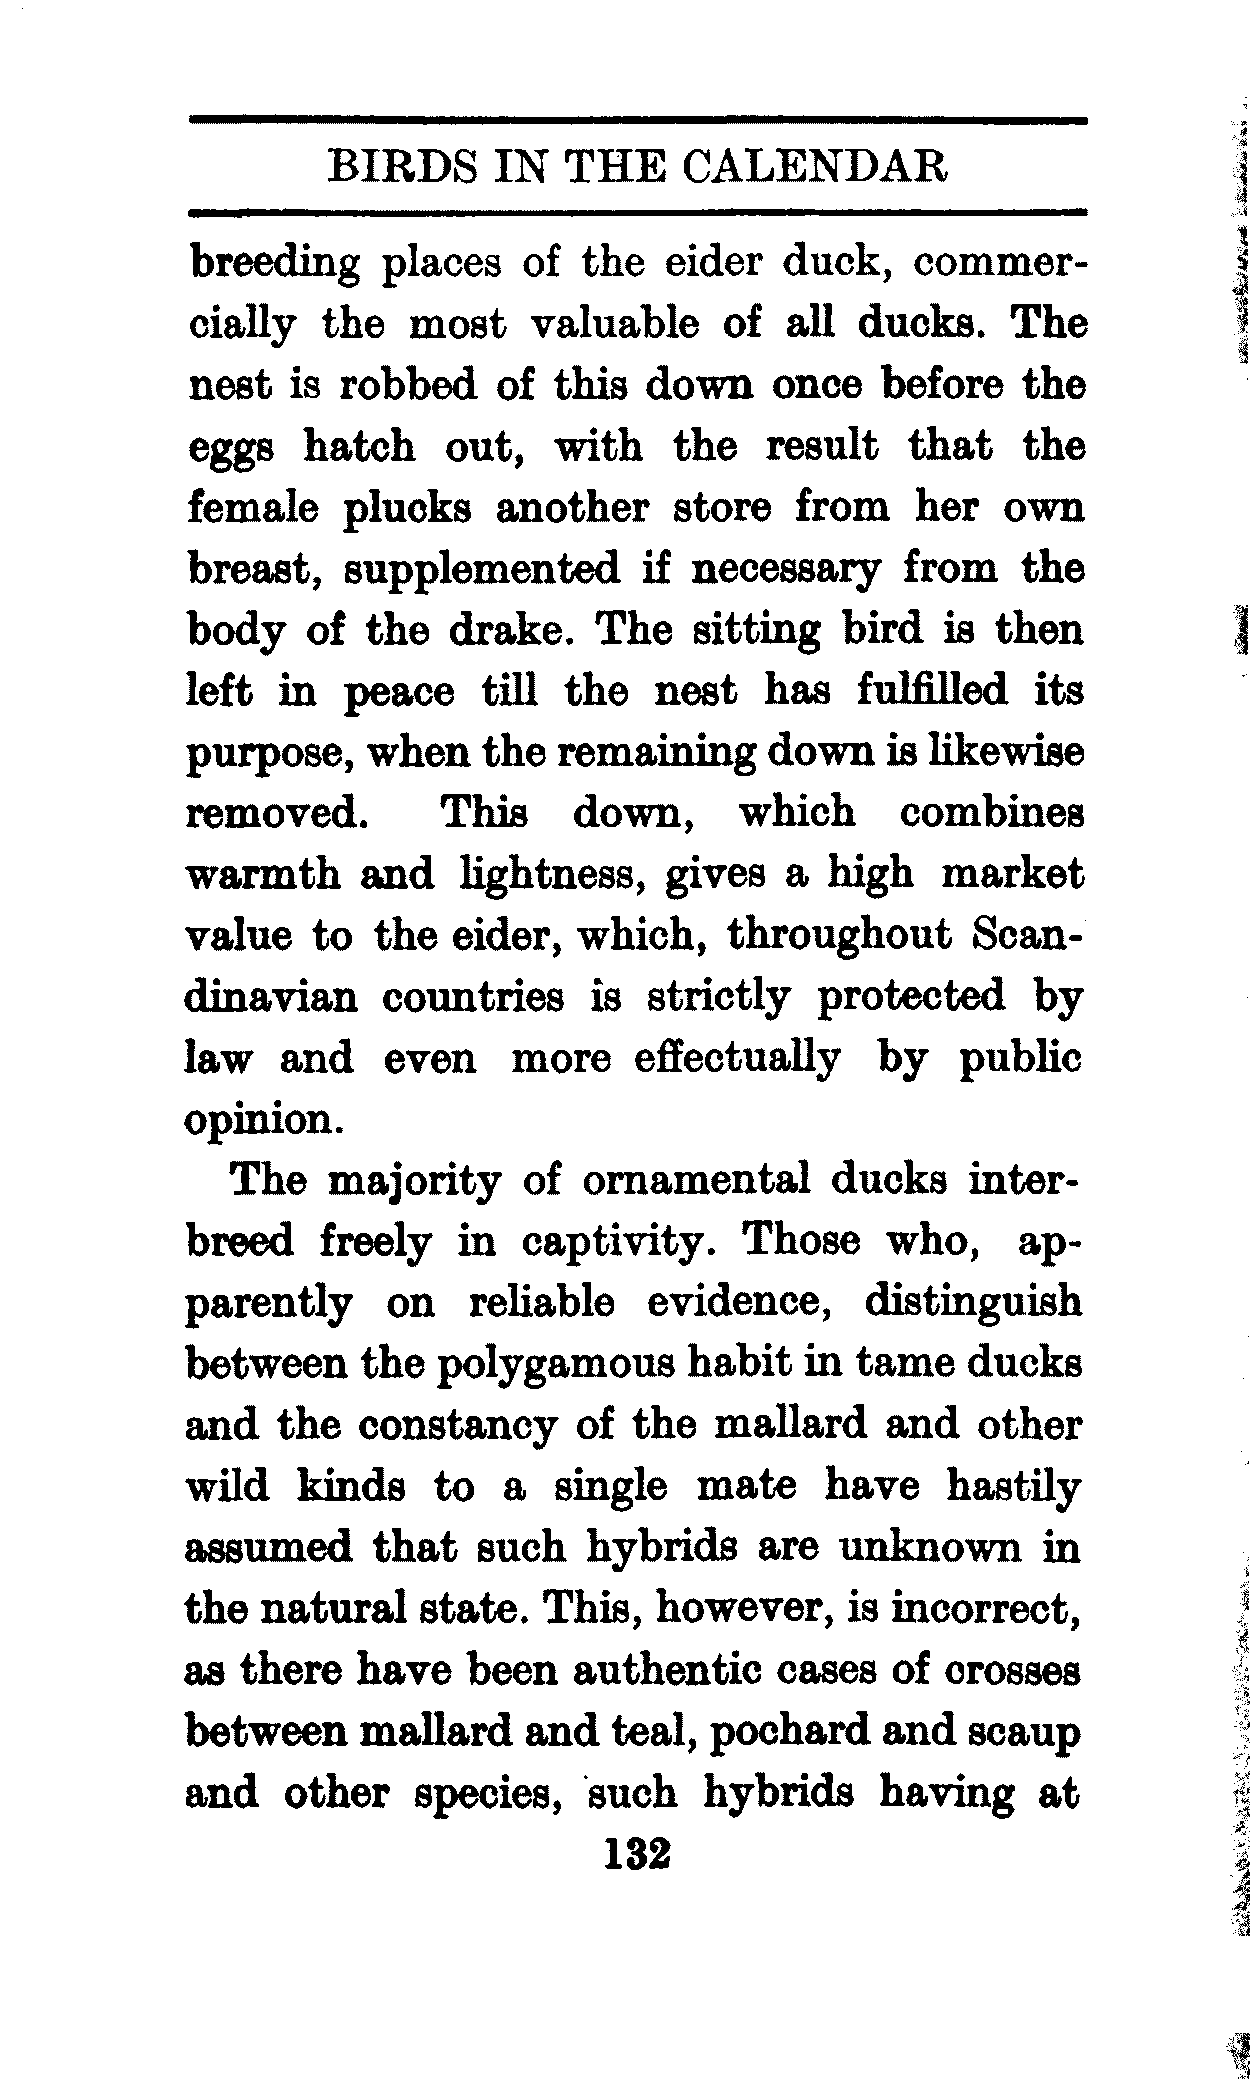 BIRDS IN THE CALENDAR
breeding places of the eider duck, commer-
cially the most valuable of all ducks. The
nest is robbed of this down once before the
eggs hatch out, with the result that the
female plucks another store from her own
breast, supplemented if necessary from the
body of the drake. The sitting bird is then
left in peace till the nest has fulfilled its
purpose, when the remaining down is likewise
removed. This down, which combines
warmth and lightness, gives a high market
value to the eider, which, throughout Scan-
dinavian countries is strictly protected by
law and even more effectually by public
opinion.
The majority of ornamental ducks inter-
breed freely in captivity. Those who, ap-
parently on reliable evidence, distinguish
between the polygamous habit in tame ducks
and the constancy of the mallard and other
wild kinds to a single mate have hastily
assumed that such hybrids are unknown in
the natural state. This, however, is incorrect,
as there have been authentic cases of crosses
between mallard and teal, pochard and scaup
and other species, such hybrids having at
132